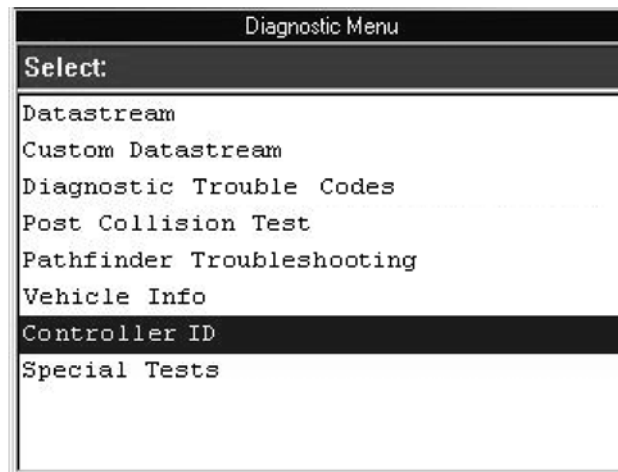 Diagnostic Menu
Select:
Datastream
Custom Datastream
Diagnostic Trouble Codes
Post Collision Test
Pathfinder Troubleshooting
Vehicle Info
Controller ID
Special Tests